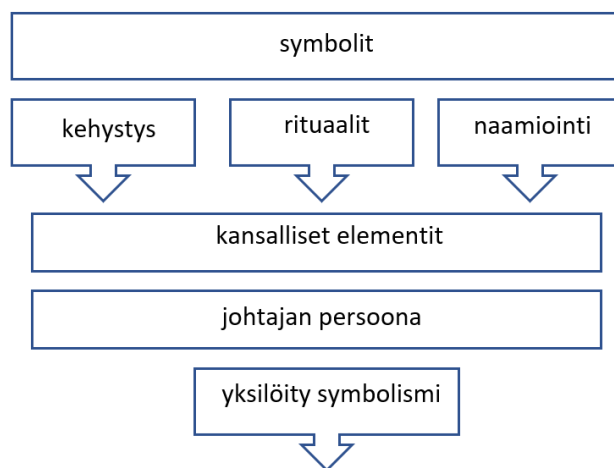 symbolit
kehystys
rituaalit
naamiointi
kansalliset elementit
johtajan persoona
yksilöity symbolismi